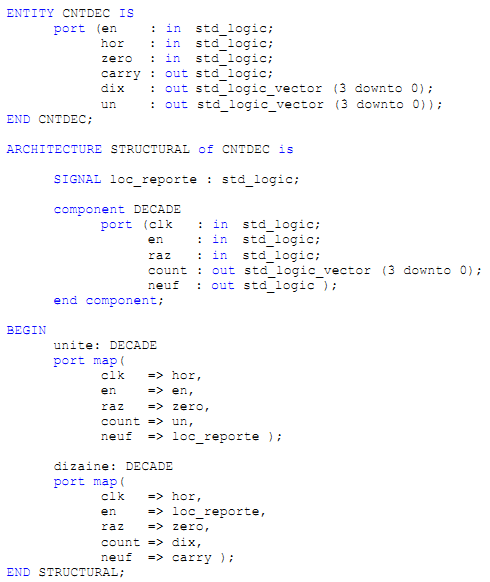 ENTITY CNTDEC IS
port (en : in std_logic;
hor : in std_logic;
zero : in std_logic;
carry : out std_logic;
dix : out std_logic_vector (3 downto 0);
un : out std_logic_vector (3 downto 0));
END CNTDEC;
ARCHITECTURE STRUCTURAL of CNTDEC is
SIGNAL loc_reporte : std_logic;
component DECADE
port (clk : in std_logic;
en : in std_logic;
raz : in std_logic;
count : out std_logic_vector (3 downto 0);
neuf : out std_logic );
end component;
BEGIN
unite: DECADE
port map(
clk => hor,
en => en,
raz => zero,
count => un,
neuf => loc_reporte );
dizaine: DECADE
port map(
clk => hor,
en => loc_reporte,
raz => zero,
count => dix,
neuf => carry );
END STRUCTURAL;